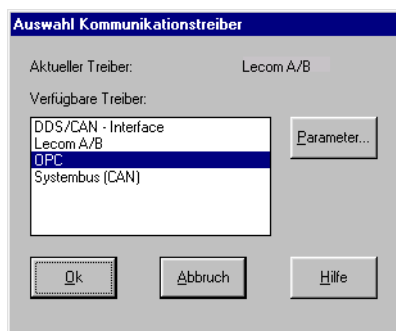 Auswahl Kommunikationstreiber
Aktueller Treiber: Lecom A/B
Verfügbare Treiber:
DDS/CAN - Interface
Lecom A/B
OPC
Systembus (CAN)
Parameter...
Ok Abbruch Hilfe